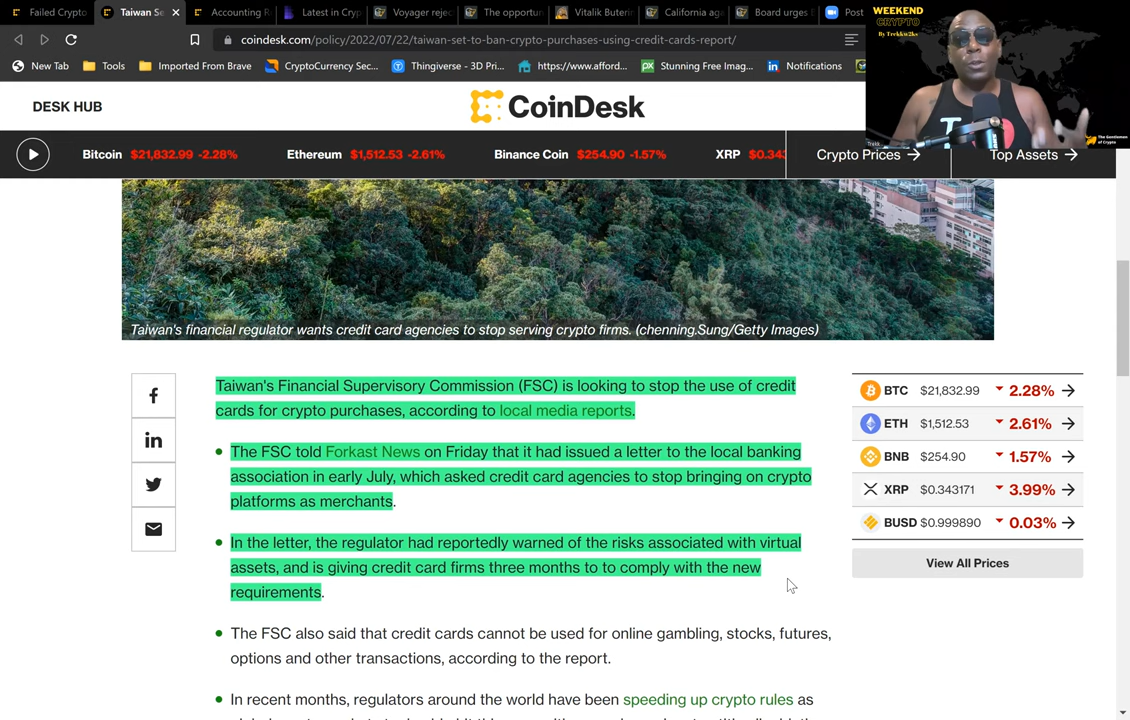 Failed Crypto
Taiwan Se
Accounting R
Latest in Cryp
Voyager rejec
The opportun
Vitalik Buterin
California aga
Board urges
Post
coindesk.com/policy/2022/07/22/taiwan-set-to-ban-crypto-purchases-using-credit-cards-report/
New Tab
Tools
Imported From Brave
CryptoCurrency Sec...
Thingiverse - 3D Pri...
https://www.afford...
Stunning Free Imag...
Notifications
WEEKEND
CRYPTO
By Trekkw2ks
The Gentlemen
of Crypto
DESK HUB
CoinDesk
Bitcoin $21,832.99 -2.28%
Ethereum $1,512.53 -2.61%
Binance Coin $254.90 -1.57%
XRP $0.343
Crypto Prices
Top Assets
Taiwan's financial regulator wants credit card agencies to stop serving crypto firms. (chenning.Sung/Getty Images)
Taiwan's Financial Supervisory Commission (FSC) is looking to stop the use of credit
cards for crypto purchases, according to local media reports.
The FSC told Forkast News on Friday that it had issued a letter to the local banking
association in early July, which asked credit card agencies to stop bringing on crypto
platforms as merchants.
In the letter, the regulator had reportedly warned of the risks associated with virtual
assets, and is giving credit card firms three months to to comply with the new
requirements.
The FSC also said that credit cards cannot be used for online gambling, stocks, futures,
options and other transactions, according to the report.
In recent months, regulators around the world have been speeding up crypto rules as
BTC $21,832.99 2.28%
ETH $1,512.53 2.61%
BNB $254.90 1.57%
XRP $0.343171 3.99%
BUSD $0.999890 0.03%
View All Prices